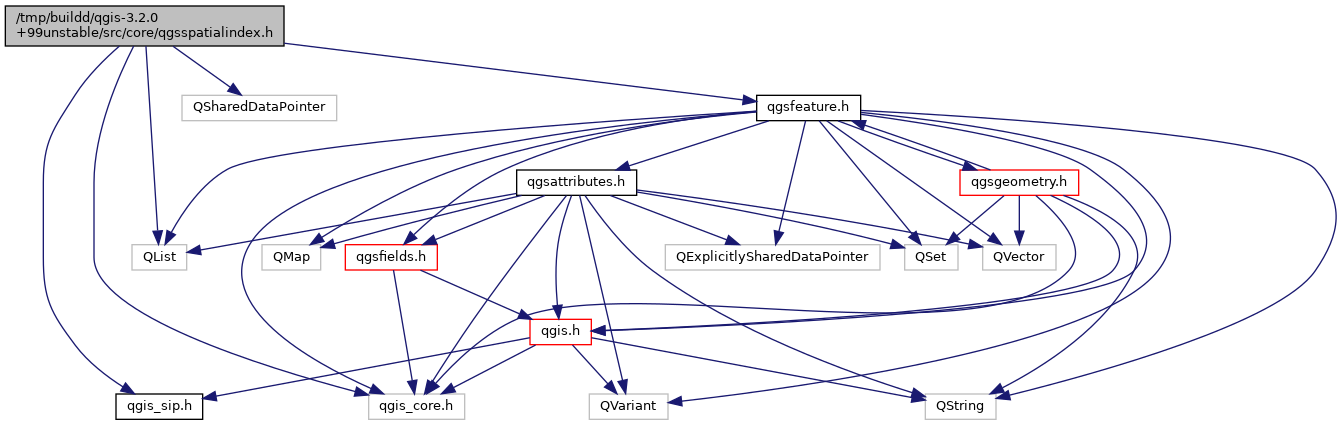 /tmp/buildd/qgis-3.2.0
+99unstable/src/core/qgsspatialindex.h
QSharedDataPointer
qgsfeature.h
qgsattributes.h
qgsgeometry.h
QList
QMap
qgsfields.h
QExplicitlySharedDataPointer
QSet
QVector
qgis.h
qgis_sip.h
qgis_core.h
QVariant
QString